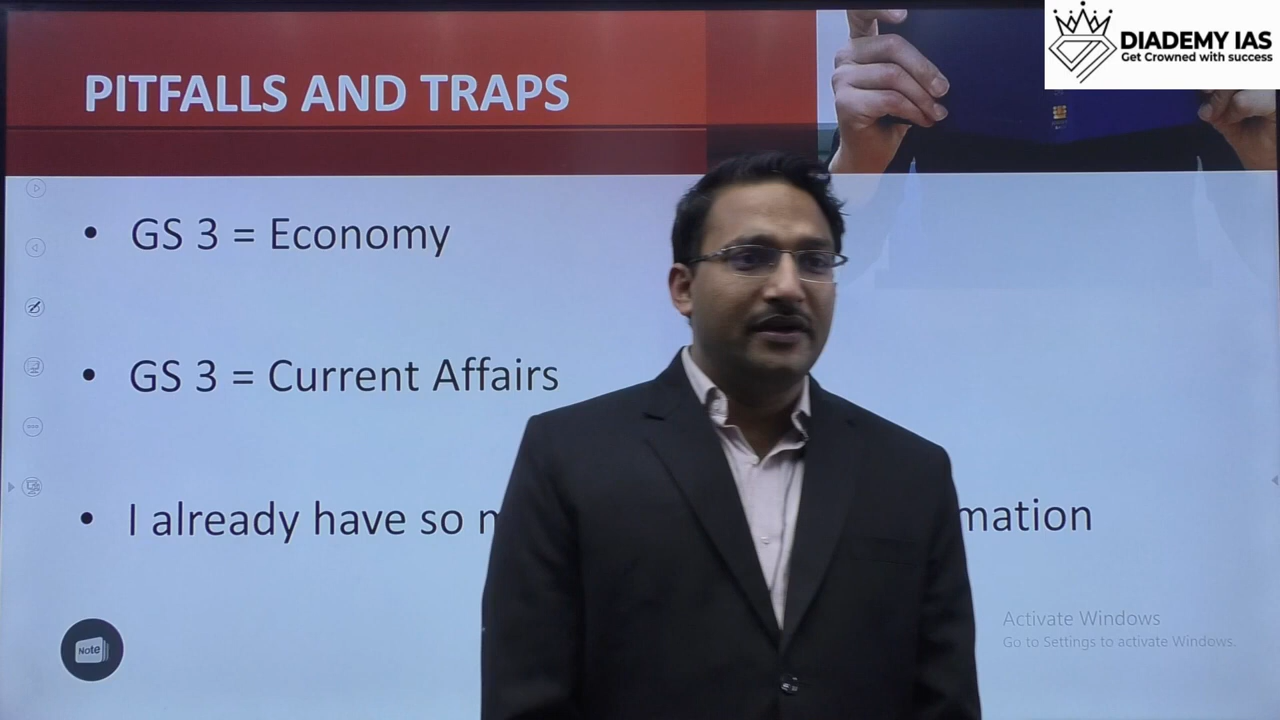 DIADEMY IAS
Get Crowned with success
PITFALLS AND TRAPS
• GS 3 = Economy
• GS 3 = Current Affairs
• I already have so
Note
Activate Windows
Go to Settings to activate Windows.